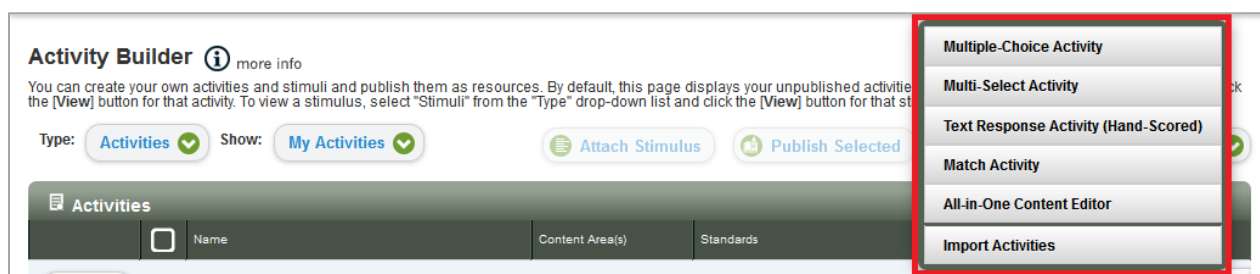 Activity Builder i more info
You can create your own activities and stimuli and publish them as resources. By default, this page displays your unpublished activitie
the [View] button for that activity. To view a stimulus, select "Stimuli" from the "Type" drop-down list and click the [View] button for that st
Type: Activities Show: My Activities Attach Stimulus Publish Selected
Activities
Name Content Area(s) Standards
Multiple-Choice Activity
Multi-Select Activity
Text Response Activity (Hand-Scored)
Match Activity
All-in-One Content Editor
Import Activities